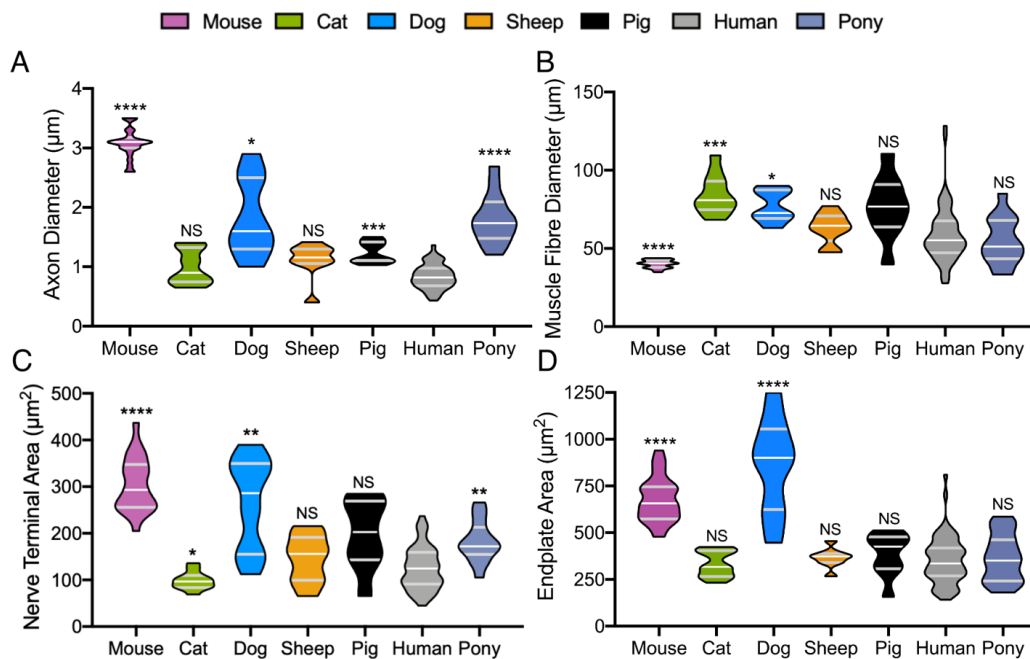 Mouse Cat Dog Sheep Pig Human Pony
A
Axon Diameter (µm)
4
3
2
1
0
****
NS
*
NS
***
****
Mouse Cat Dog Sheep Pig Human Pony
B
Muscle Fibre Diameter (µm)
150
100
50
0
****
***
*
NS
NS
NS
Mouse Cat Dog Sheep Pig Human Pony
C
Nerve Terminal Area (µm²)
500
400
300
200
100
0
****
*
**
NS
NS
**
Mouse Cat Dog Sheep Pig Human Pony
D
Endplate Area (µm²)
1250
1000
750
500
250
0
****
NS
****
NS
NS
NS
Mouse Cat Dog Sheep Pig Human Pony